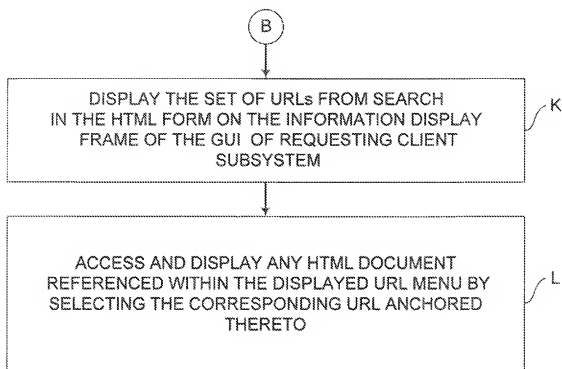 B
DISPLAY THE SET OF URLs FROM SEARCH
IN THE HTML FORM ON THE INFORMATION DISPLAY
FRAME OF THE GUI OF REQUESTING CLIENT
SUBSYSTEM
K
ACCESS AND DISPLAY ANY HTML DOCUMENT
REFERENCED WITHIN THE DISPLAYED URL MENU BY
SELECTING THE CORRESPONDING URL ANCHORED
THERETO
L